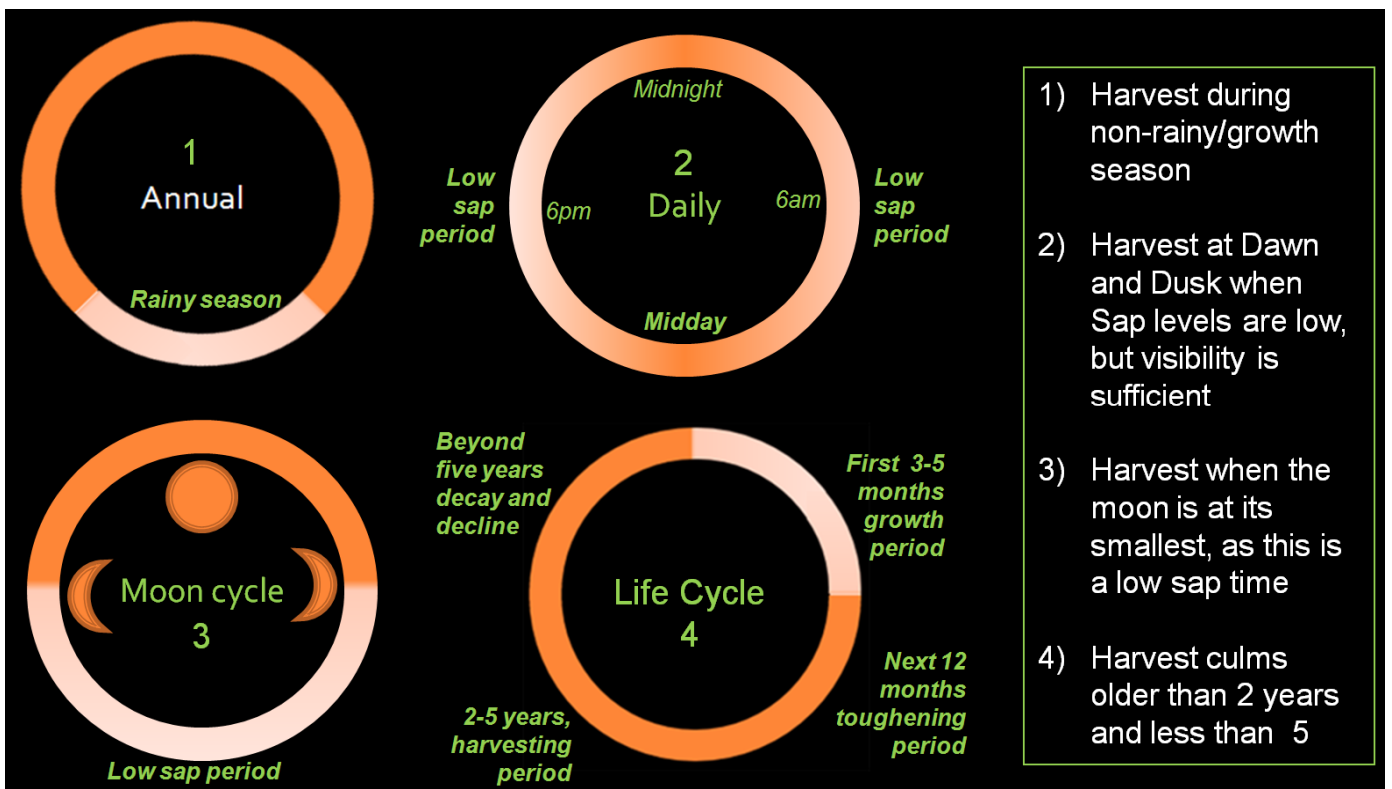 1
Annual
Rainy season
Midnight
2
Daily
Low
sap
period
6pm
6am
Low
sap
period
Midday
Moon cycle
3
Low sap period
Beyond
five years
decay and
decline
First 3-5
months
growth
period
Life Cycle
4
Next 12
months
toughening
period
2-5 years,
harvesting
period
1) Harvest during
non-rainy/growth
season
2) Harvest at Dawn
and Dusk when
Sap levels are low,
but visibility is
sufficient
3) Harvest when the
moon is at its
smallest, as this is
a low sap time
4) Harvest culms
older than 2 years
and less than 5